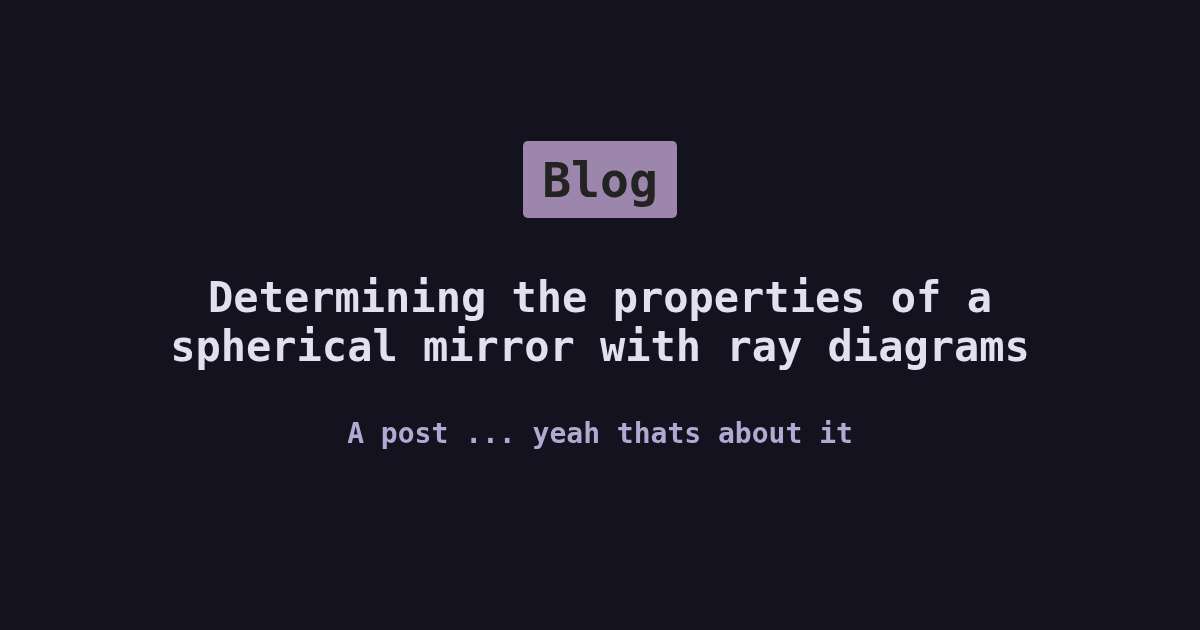 Blog
Determining the properties of a
spherical mirror with ray diagrams
A post ... yeah thats about it